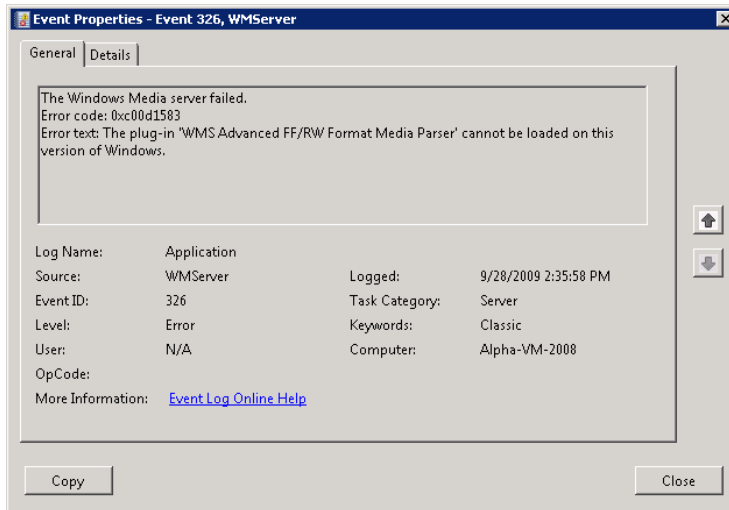 Event Properties - Event 326, WMServer
General Details
The Windows Media server failed.
Error code: 0xc00d1583
Error text: The plug-in 'WMS Advanced FF/RW Format Media Parser' cannot be loaded on this
version of Windows.
Log Name: Application
Source: WMServer Logged: 9/28/2009 2:35:58 PM
Event ID: 326 Task Category: Server
Level: Error Keywords: Classic
User: N/A Computer: Alpha-VM-2008
OpCode:
More Information: Event Log Online Help
Copy Close